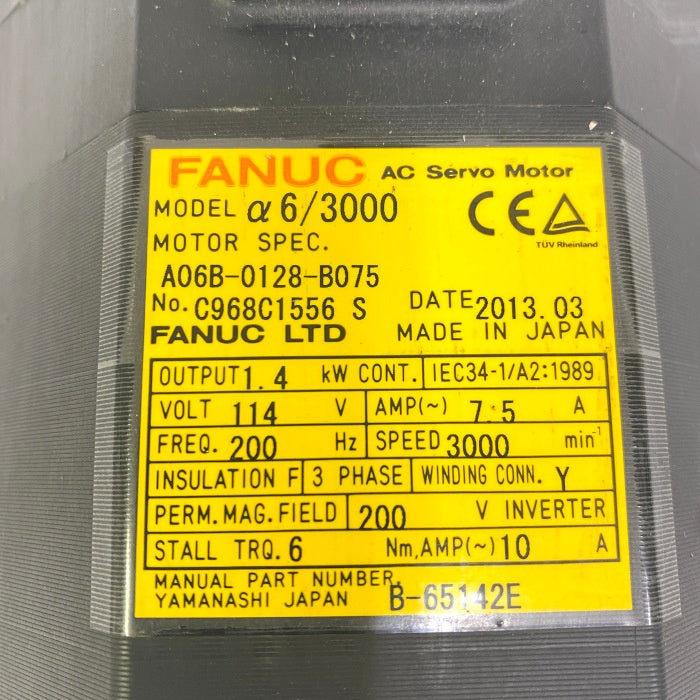 FANUC AC Servo Motor
MODEL α 6/3000
CE
TÜV Rheinland
MOTOR SPEC.
A06B-0128-B075
No. C968C1556 S DATE 2013.03
FANUC LTD MADE IN JAPAN
OUTPUT 1.4 kW CONT. IEC34-1/A2:1989
VOLT 114 V AMP(~) 7.5 A
FREQ. 200 Hz SPEED 3000 min⁻¹
INSULATION F 3 PHASE WINDING CONN. Y
PERM.MAG.FIELD 200 V INVERTER
STALL TRQ. 6 Nm,AMP(~) 10 A
MANUAL PART NUMBER.
YAMANASHI JAPAN B-65142E